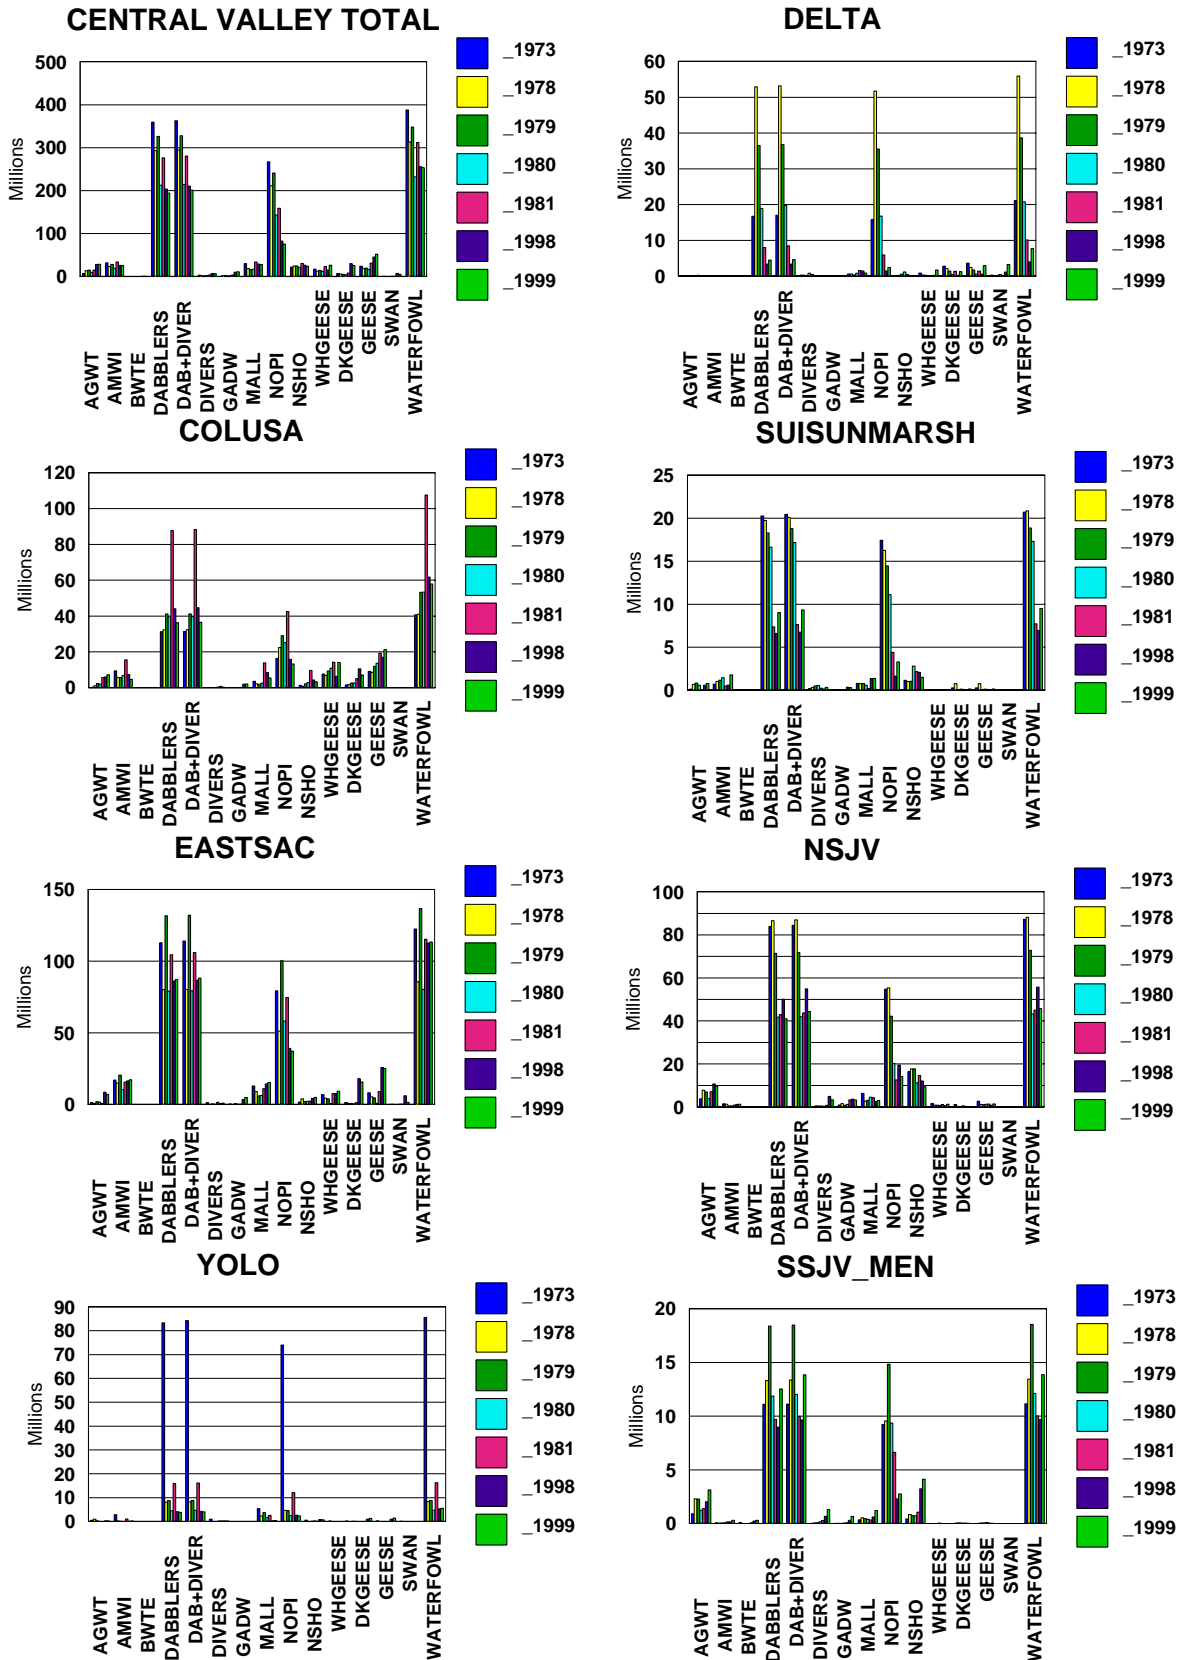 CENTRAL VALLEY TOTAL
500
400
300
200
100
0
Millions
AGWT
AMWI
BWTE
DABBLERS
DAB+DIVER
DIVERS
GADW
MALL
NOPI
NSHO
WHGEESE
DKGEESE
GEESE
SWAN
WATERFOWL
_1973
_1978
_1979
_1980
_1981
_1998
_1999
DELTA
60
50
40
30
20
10
0
Millions
AGWT
AMWI
BWTE
DABBLERS
DAB+DIVER
DIVERS
GADW
MALL
NOPI
NSHO
WHGEESE
DKGEESE
GEESE
SWAN
WATERFOWL
_1973
_1978
_1979
_1980
_1981
_1998
_1999
COLUSA
120
100
80
60
40
20
0
Millions
AGWT
AMWI
BWTE
DABBLERS
DAB+DIVER
DIVERS
GADW
MALL
NOPI
NSHO
WHGEESE
DKGEESE
GEESE
SWAN
WATERFOWL
_1973
_1978
_1979
_1980
_1981
_1998
_1999
SUISUNMARSH
25
20
15
10
5
0
Millions
AGWT
AMWI
BWTE
DABBLERS
DAB+DIVER
DIVERS
GADW
MALL
NOPI
NSHO
WHGEESE
DKGEESE
GEESE
SWAN
WATERFOWL
_1973
_1978
_1979
_1980
_1981
_1998
_1999
EASTSAC
150
100
50
0
Millions
AGWT
AMWI
BWTE
DABBLERS
DAB+DIVER
DIVERS
GADW
MALL
NOPI
NSHO
WHGEESE
DKGEESE
GEESE
SWAN
WATERFOWL
_1973
_1978
_1979
_1980
_1981
_1998
_1999
NSJV
100
80
60
40
20
0
Millions
AGWT
AMWI
BWTE
DABBLERS
DAB+DIVER
DIVERS
GADW
MALL
NOPI
NSHO
WHGEESE
DKGEESE
GEESE
SWAN
WATERFOWL
_1973
_1978
_1979
_1980
_1981
_1998
_1999
YOLO
90
80
70
60
50
40
30
20
10
0
Millions
AGWT
AMWI
BWTE
DABBLERS
DAB+DIVER
DIVERS
GADW
MALL
NOPI
NSHO
WHGEESE
DKGEESE
GEESE
SWAN
WATERFOWL
_1973
_1978
_1979
_1980
_1981
_1998
_1999
SSJV_MEN
20
15
10
5
0
Millions
AGWT
AMWI
BWTE
DABBLERS
DAB+DIVER
DIVERS
GADW
MALL
NOPI
NSHO
WHGEESE
DKGEESE
GEESE
SWAN
WATERFOWL
_1973
_1978
_1979
_1980
_1981
_1998
_1999